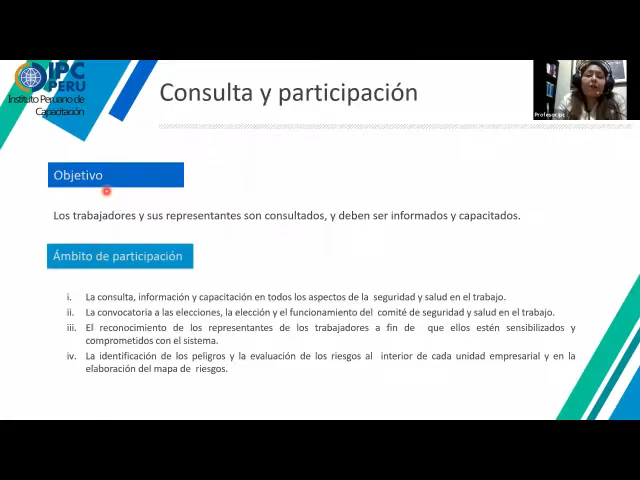 IPC
PERU
Instituto Peruano de
Capacitación
Consulta y participación
Profesor ipc
Objetivo
Los trabajadores y sus representantes son consultados, y deben ser informados y capacitados.
Ámbito de participación
i. La consulta, información y capacitación en todos los aspectos de la seguridad y salud en el trabajo.
ii. La convocatoria a las elecciones, la elección y el funcionamiento del comité de seguridad y salud en el trabajo.
iii. El reconocimiento de los representantes de los trabajadores a fin de que ellos estén sensibilizados y
comprometidos con el sistema.
iv. La identificación de los peligros y la evaluación de los riesgos al interior de cada unidad empresarial y en la
elaboración del mapa de riesgos.